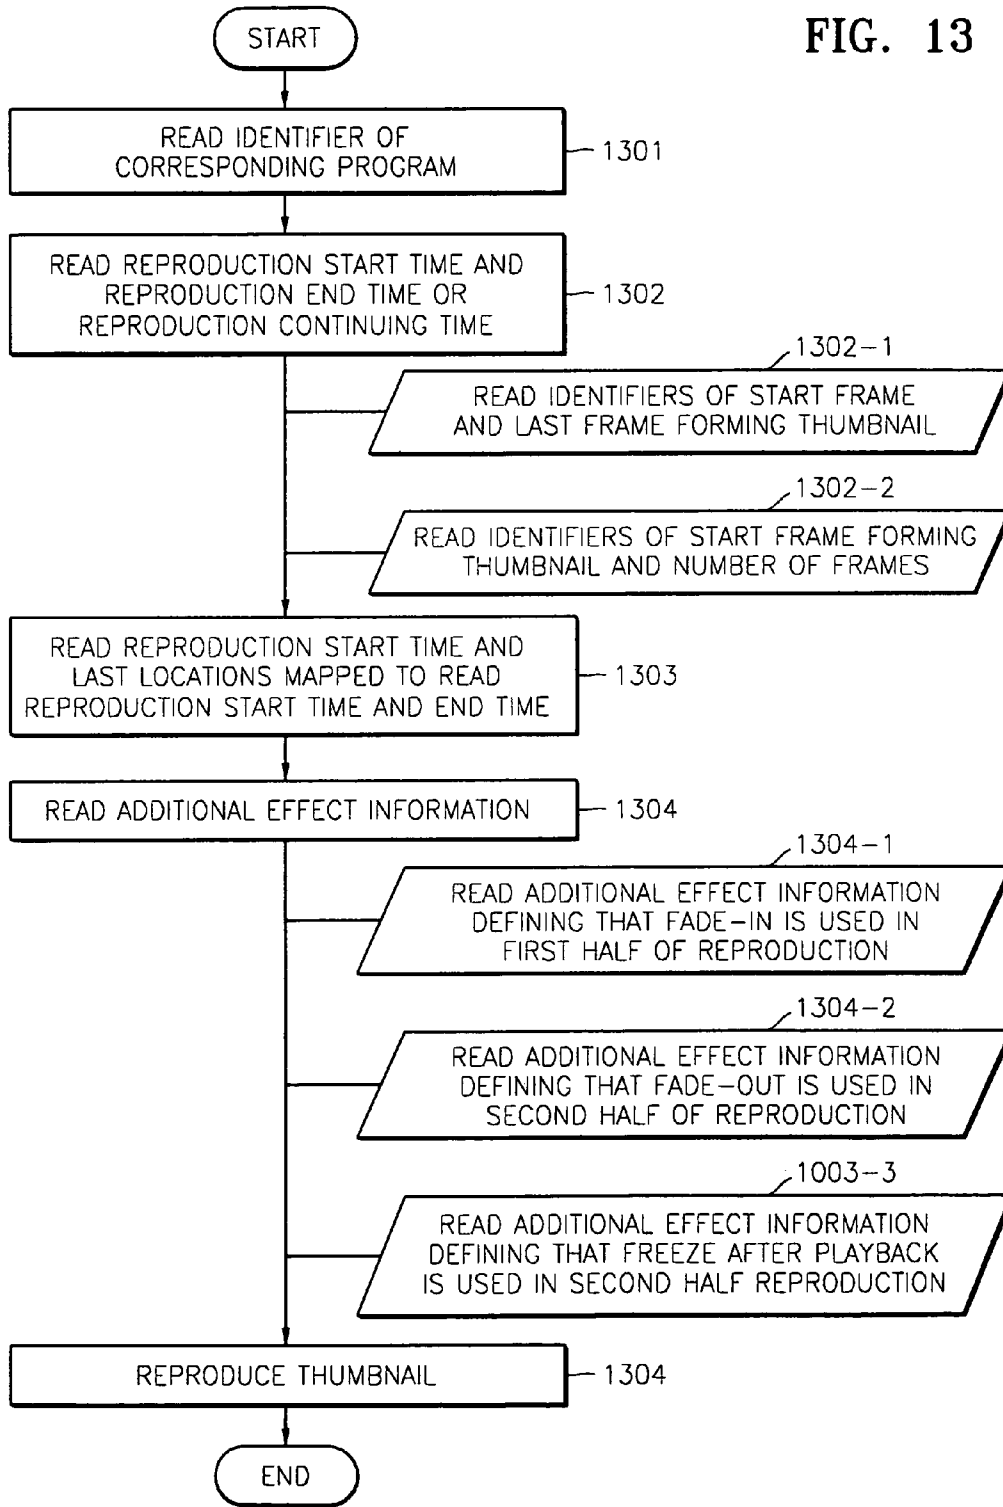 FIG. 13
START
READ IDENTIFIER OF
CORRESPONDING PROGRAM
1301
READ REPRODUCTION START TIME AND
REPRODUCTION END TIME OR
REPRODUCTION CONTINUING TIME
1302
1302-1
READ IDENTIFIERS OF START FRAME
AND LAST FRAME FORMING THUMBNAIL
1302-2
READ IDENTIFIERS OF START FRAME FORMING
THUMBNAIL AND NUMBER OF FRAMES
READ REPRODUCTION START TIME AND
LAST LOCATIONS MAPPED TO READ
REPRODUCTION START TIME AND END TIME
1303
READ ADDITIONAL EFFECT INFORMATION
1304
1304-1
READ ADDITIONAL EFFECT INFORMATION
DEFINING THAT FADE-IN IS USED IN
FIRST HALF OF REPRODUCTION
1304-2
READ ADDITIONAL EFFECT INFORMATION
DEFINING THAT FADE-OUT IS USED IN
SECOND HALF OF REPRODUCTION
1003-3
READ ADDITIONAL EFFECT INFORMATION
DEFINING THAT FREEZE AFTER PLAYBACK
IS USED IN SECOND HALF REPRODUCTION
REPRODUCE THUMBNAIL
1304
END